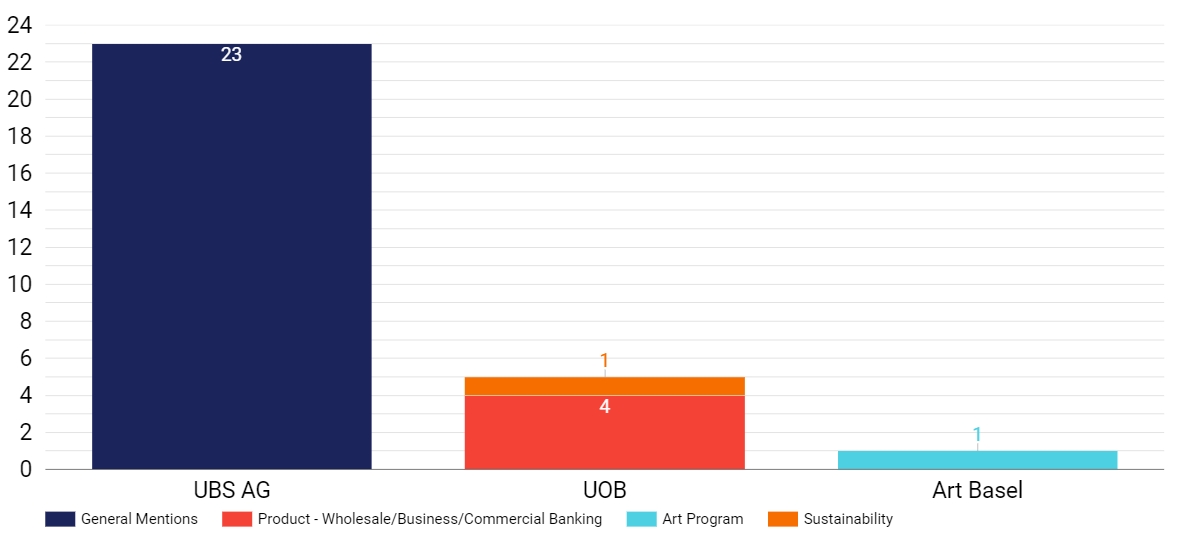 24
22
20
18
16
14
12
10
8
6
4
2
0
23
1
4
1
UBS AG
UOB
Art Basel
General Mentions
Product - Wholesale/Business/Commercial Banking
Art Program
Sustainability